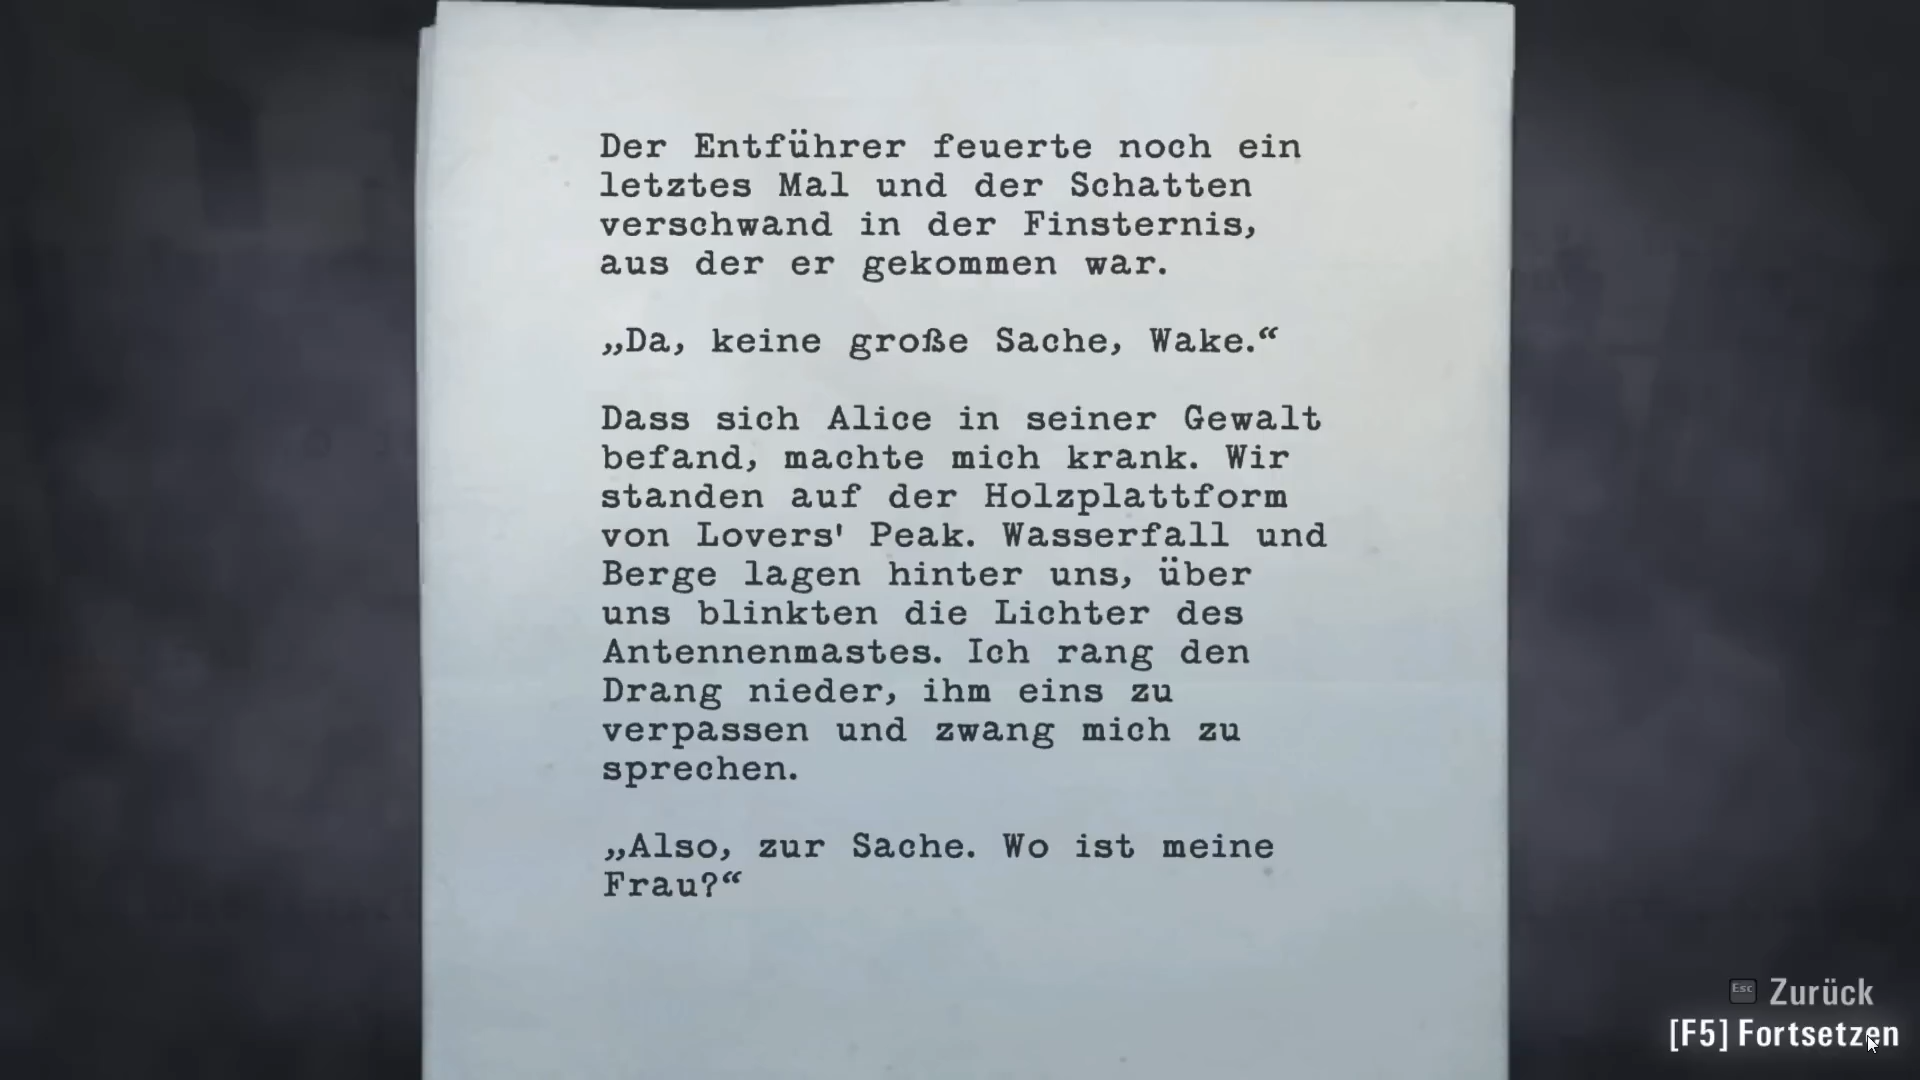 Der Entführer feuerte noch ein
letztes Mal und der Schatten
verschwand in der Finsternis,
aus der er gekommen war.
„Da, keine große Sache, Wake.“
Dass sich Alice in seiner Gewalt
befand, machte mich krank. Wir
standen auf der Holzplattform
von Lovers' Peak. Wasserfall und
Berge lagen hinter uns, über
uns blinkten die Lichter des
Antennenmastes. Ich rang den
Drang nieder, ihm eins zu
verpassen und zwang mich zu
sprechen.
„Also, zur Sache. Wo ist meine
Frau?“
Esc Zurück
[F5] Fortsetzen